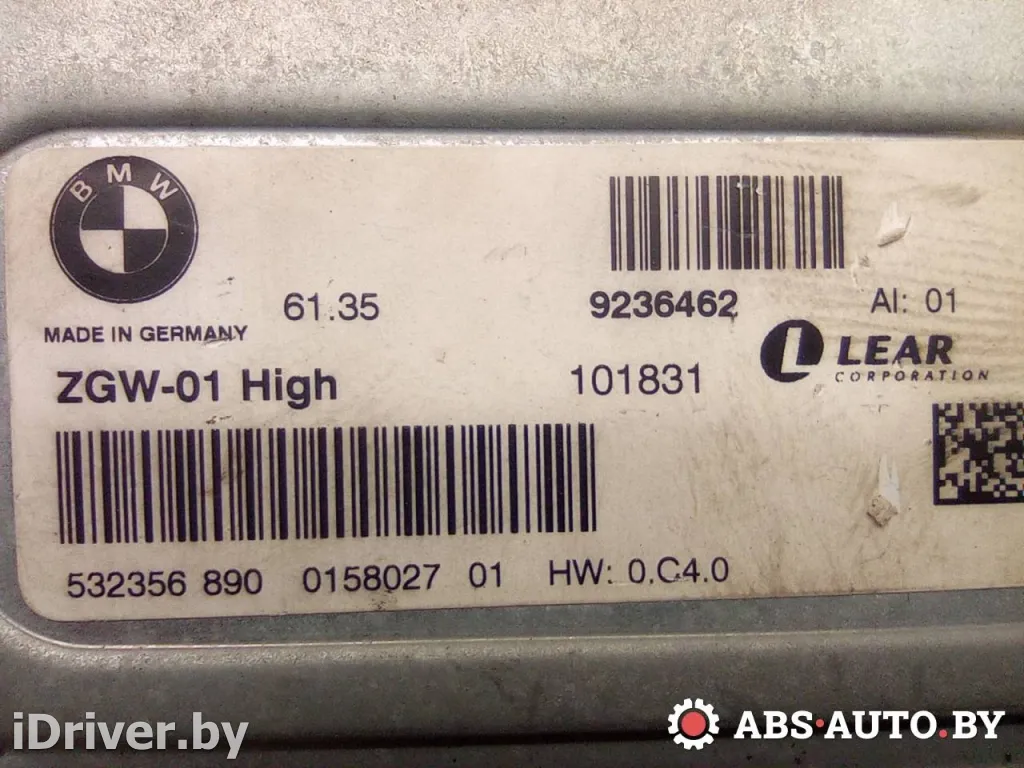 BMW
61.35
9236462
AI: 01
MADE IN GERMANY
LEAR
CORPORATION
ZGW-01 High
101831
532356 890 0158027 01 HW: 0.C4.0
iDriver.by
ABS·AUTO.BY